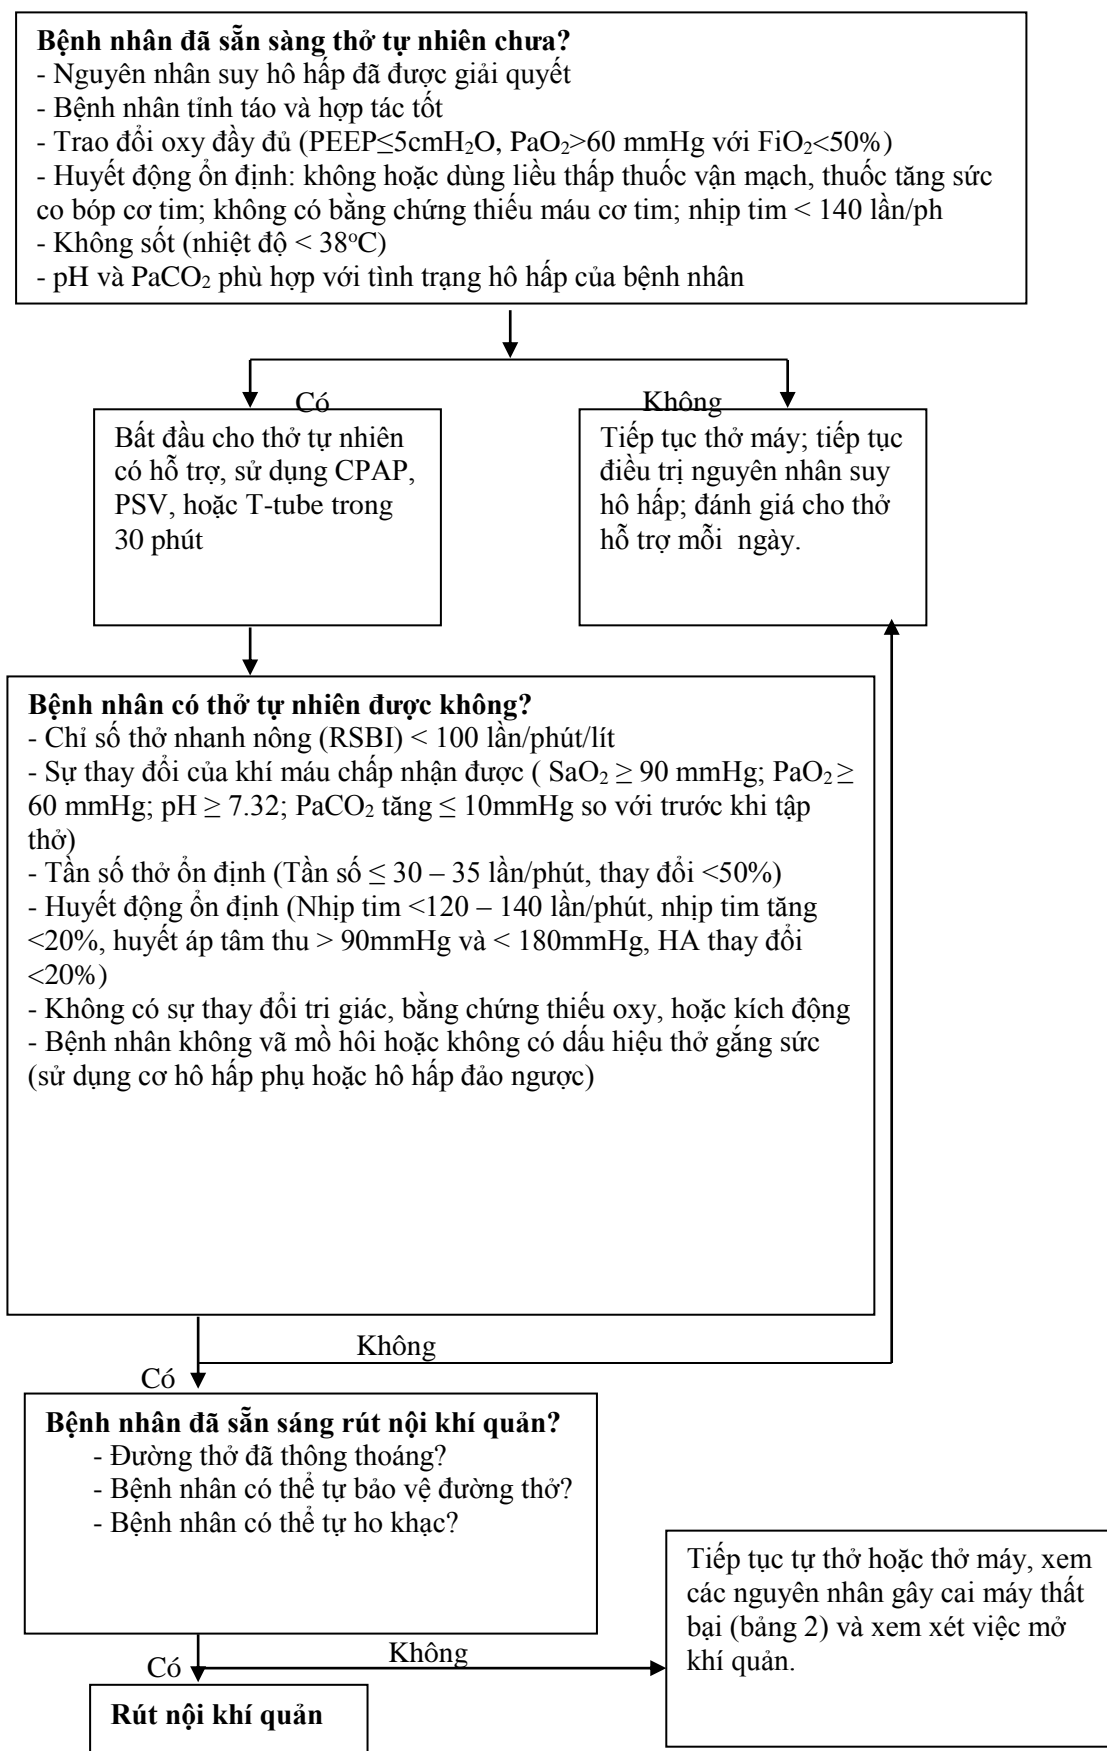 Bệnh nhân đã sẵn sàng thở tự nhiên chưa?
- Nguyên nhân suy hô hấp đã được giải quyết
- Bệnh nhân tỉnh táo và hợp tác tốt
- Trao đổi oxy đầy đủ (PEEP≤5cmH₂O, PaO₂>60 mmHg với FiO₂<50%)
- Huyết động ổn định: không hoặc dùng liều thấp thuốc vận mạch, thuốc tăng sức
co bóp cơ tim; không có bằng chứng thiếu máu cơ tim; nhịp tim < 140 lần/ph
- Không sốt (nhiệt độ < 38°C)
- pH và PaCO₂ phù hợp với tình trạng hô hấp của bệnh nhân
Có
Bất đầu cho thở tự nhiên
có hỗ trợ, sử dụng CPAP,
PSV, hoặc T-tube trong
30 phút
Không
Tiếp tục thở máy; tiếp tục
điều trị nguyên nhân suy
hô hấp; đánh giá cho thở
hỗ trợ mỗi ngày.
Bệnh nhân có thở tự nhiên được không?
- Chỉ số thở nhanh nông (RSBI) < 100 lần/phút/lít
- Sự thay đổi của khí máu chấp nhận được ( SaO₂ ≥ 90 mmHg; PaO₂ ≥
60 mmHg; pH ≥ 7.32; PaCO₂ tăng ≤ 10mmHg so với trước khi tập
thở)
- Tần số thở ổn định (Tần số ≤ 30 – 35 lần/phút, thay đổi <50%)
- Huyết động ổn định (Nhịp tim <120 – 140 lần/phút, nhịp tim tăng
<20%, huyết áp tâm thu > 90mmHg và < 180mmHg, HA thay đổi
<20%)
- Không có sự thay đổi tri giác, bằng chứng thiếu oxy, hoặc kích động
- Bệnh nhân không vã mồ hôi hoặc không có dấu hiệu thở gắng sức
(sử dụng cơ hô hấp phụ hoặc hô hấp đảo ngược)
Không
Có
Bệnh nhân đã sẵn sáng rút nội khí quản?
- Đường thở đã thông thoáng?
- Bệnh nhân có thể tự bảo vệ đường thở?
- Bệnh nhân có thể tự ho khạc?
Không
Có
Tiếp tục tự thở hoặc thở máy, xem
các nguyên nhân gây cai máy thất
bại (bảng 2) và xem xét việc mở
khí quản.
Rút nội khí quản